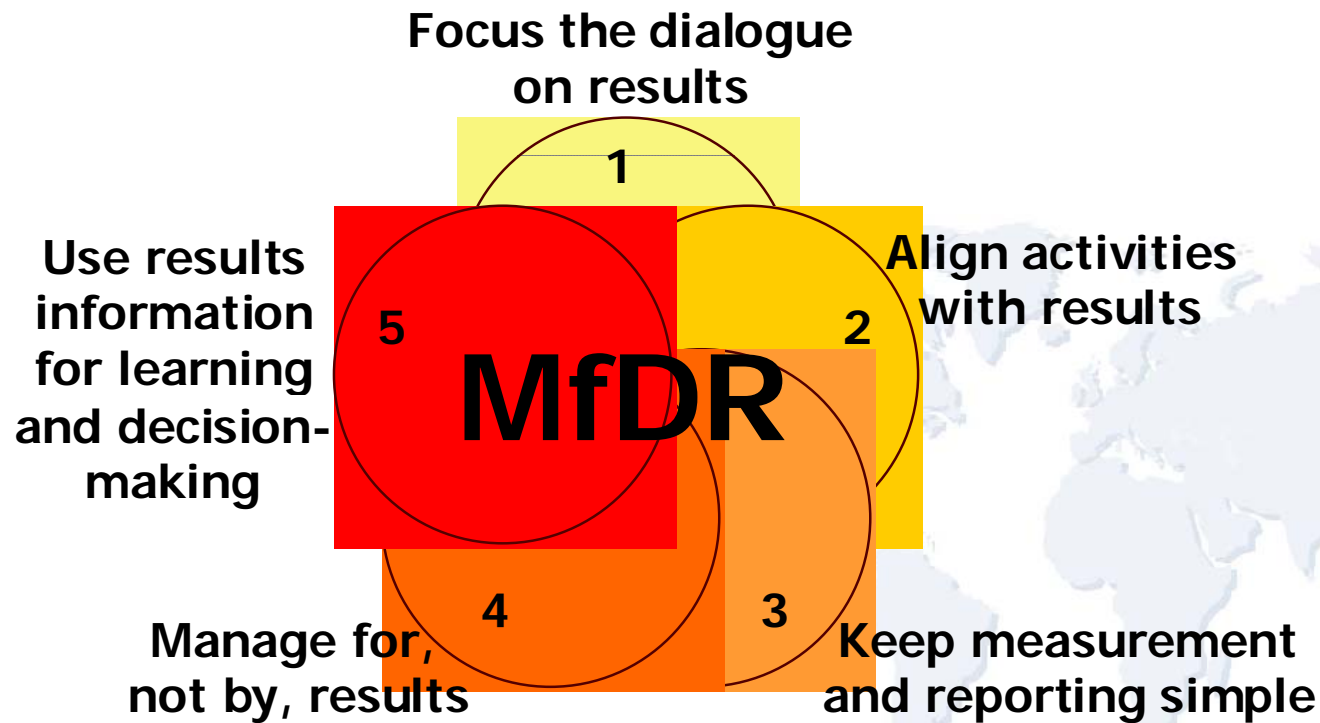 Focus the dialogue
on results
1
Use results
information
for learning
and decision-
making
5
MfDR
2
Align activities
with results
4
3
Manage for,
not by, results
Keep measurement
and reporting simple